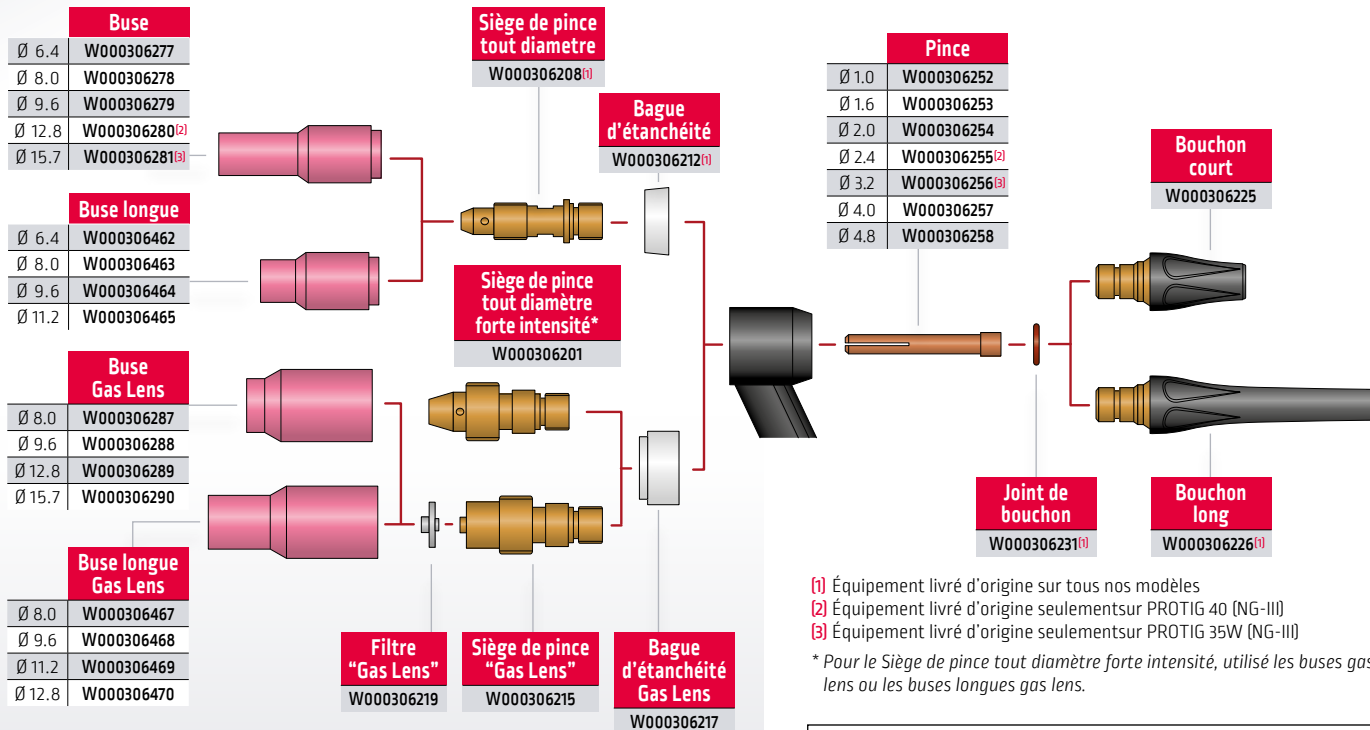 Buse
Ø 6.4 W000306277
Ø 8.0 W000306278
Ø 9.6 W000306279
Ø 12.8 W000306280(2)
Ø 15.7 W000306281(3)
Buse longue
Ø 6.4 W000306462
Ø 8.0 W000306463
Ø 9.6 W000306464
Ø 11.2 W000306465
Buse
Gas Lens
Ø 8.0 W000306287
Ø 9.6 W000306288
Ø 12.8 W000306289
Ø 15.7 W000306290
Buse longue
Gas Lens
Ø 8.0 W000306467
Ø 9.6 W000306468
Ø 11.2 W000306469
Ø 12.8 W000306470
Siège de pince
tout diametre
W000306208(1)
Bague
d'étanchéité
W000306212(1)
Siège de pince
tout diamètre
forte intensité*
W000306201
Filtre
"Gas Lens"
W000306219
Siège de pince
"Gas Lens"
W000306215
Bague
d'étanchéité
Gas Lens
W000306217
Pince
Ø 1.0 W000306252
Ø 1.6 W000306253
Ø 2.0 W000306254
Ø 2.4 W000306255(2)
Ø 3.2 W000306256(3)
Ø 4.0 W000306257
Ø 4.8 W000306258
Bouchon
court
W000306225
Joint de
bouchon
W000306231(1)
Bouchon
long
W000306226(1)
(1) Équipement livré d'origine sur tous nos modèles
(2) Équipement livré d'origine seulementsur PROTIG 40 (NG-III)
(3) Équipement livré d'origine seulementsur PROTIG 35W (NG-III)
* Pour le Siège de pince tout diamètre forte intensité, utilisé les buses gas
lens ou les buses longues gas lens.